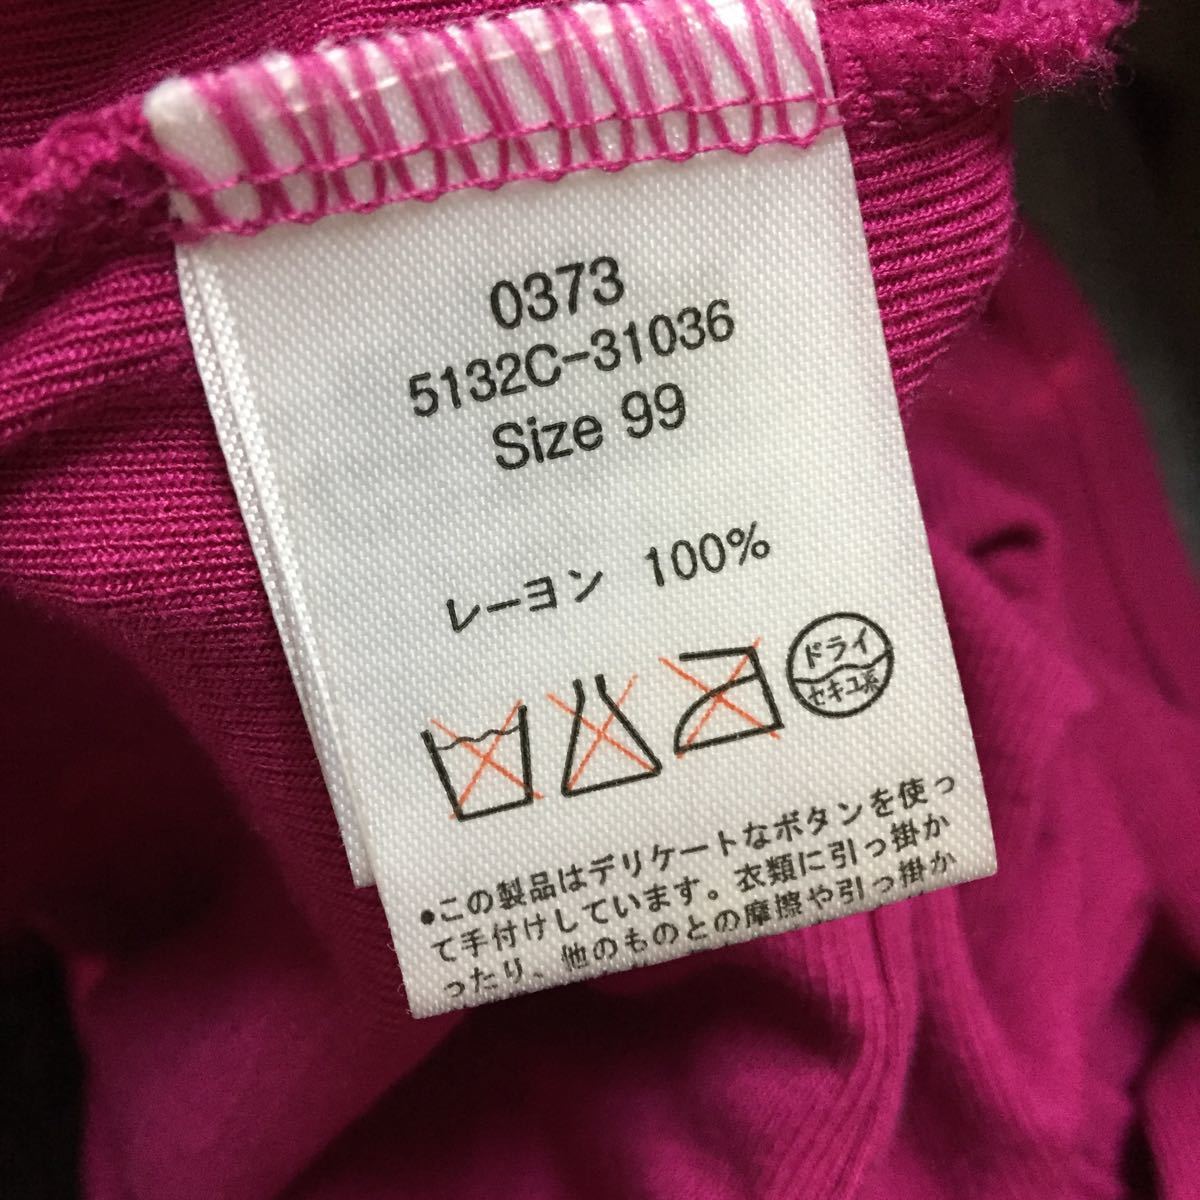 0373
5132C-31036
Size 99
レーヨン 100%
ドライ
セキユ系
●この製品はデリケートなボタンを使っ
て手付けしています。衣類に引っ掛か
ったり、他のものとの摩擦や引っ掛か